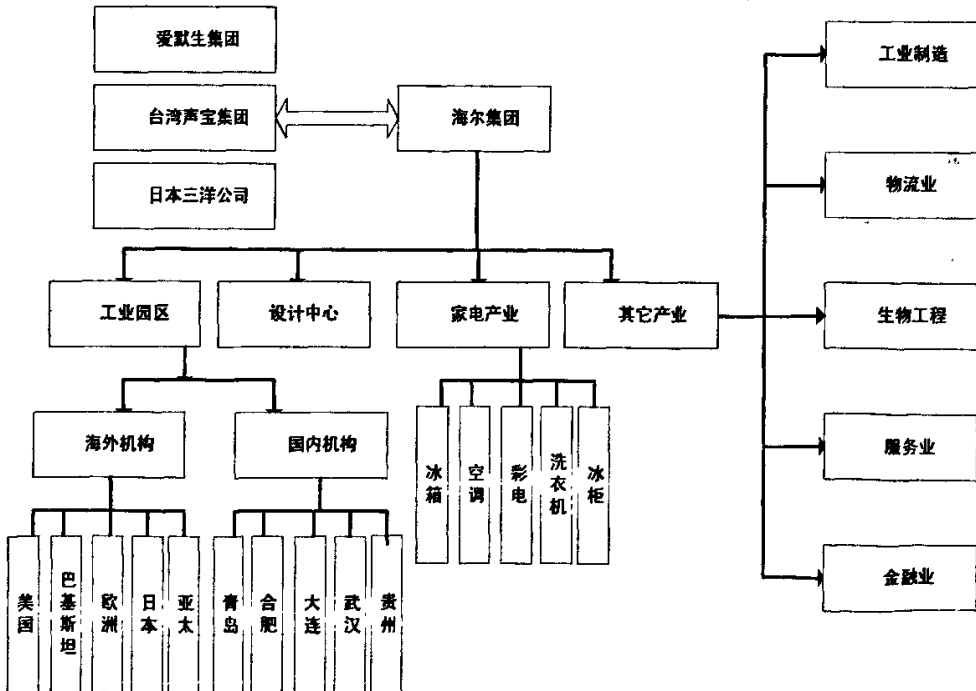 爱默生集团
工业制造
台湾声宝集团
海尔集团
物流业
日本三洋公司
工业园区
设计中心
家电产业
其它产业
生物工程
海外机构
国内机构
冰箱
空调
彩电
洗衣机
冰柜
服务业
美国
巴基斯坦
欧洲
日本
亚太
青岛
合肥
大连
武汉
贵州
金融业